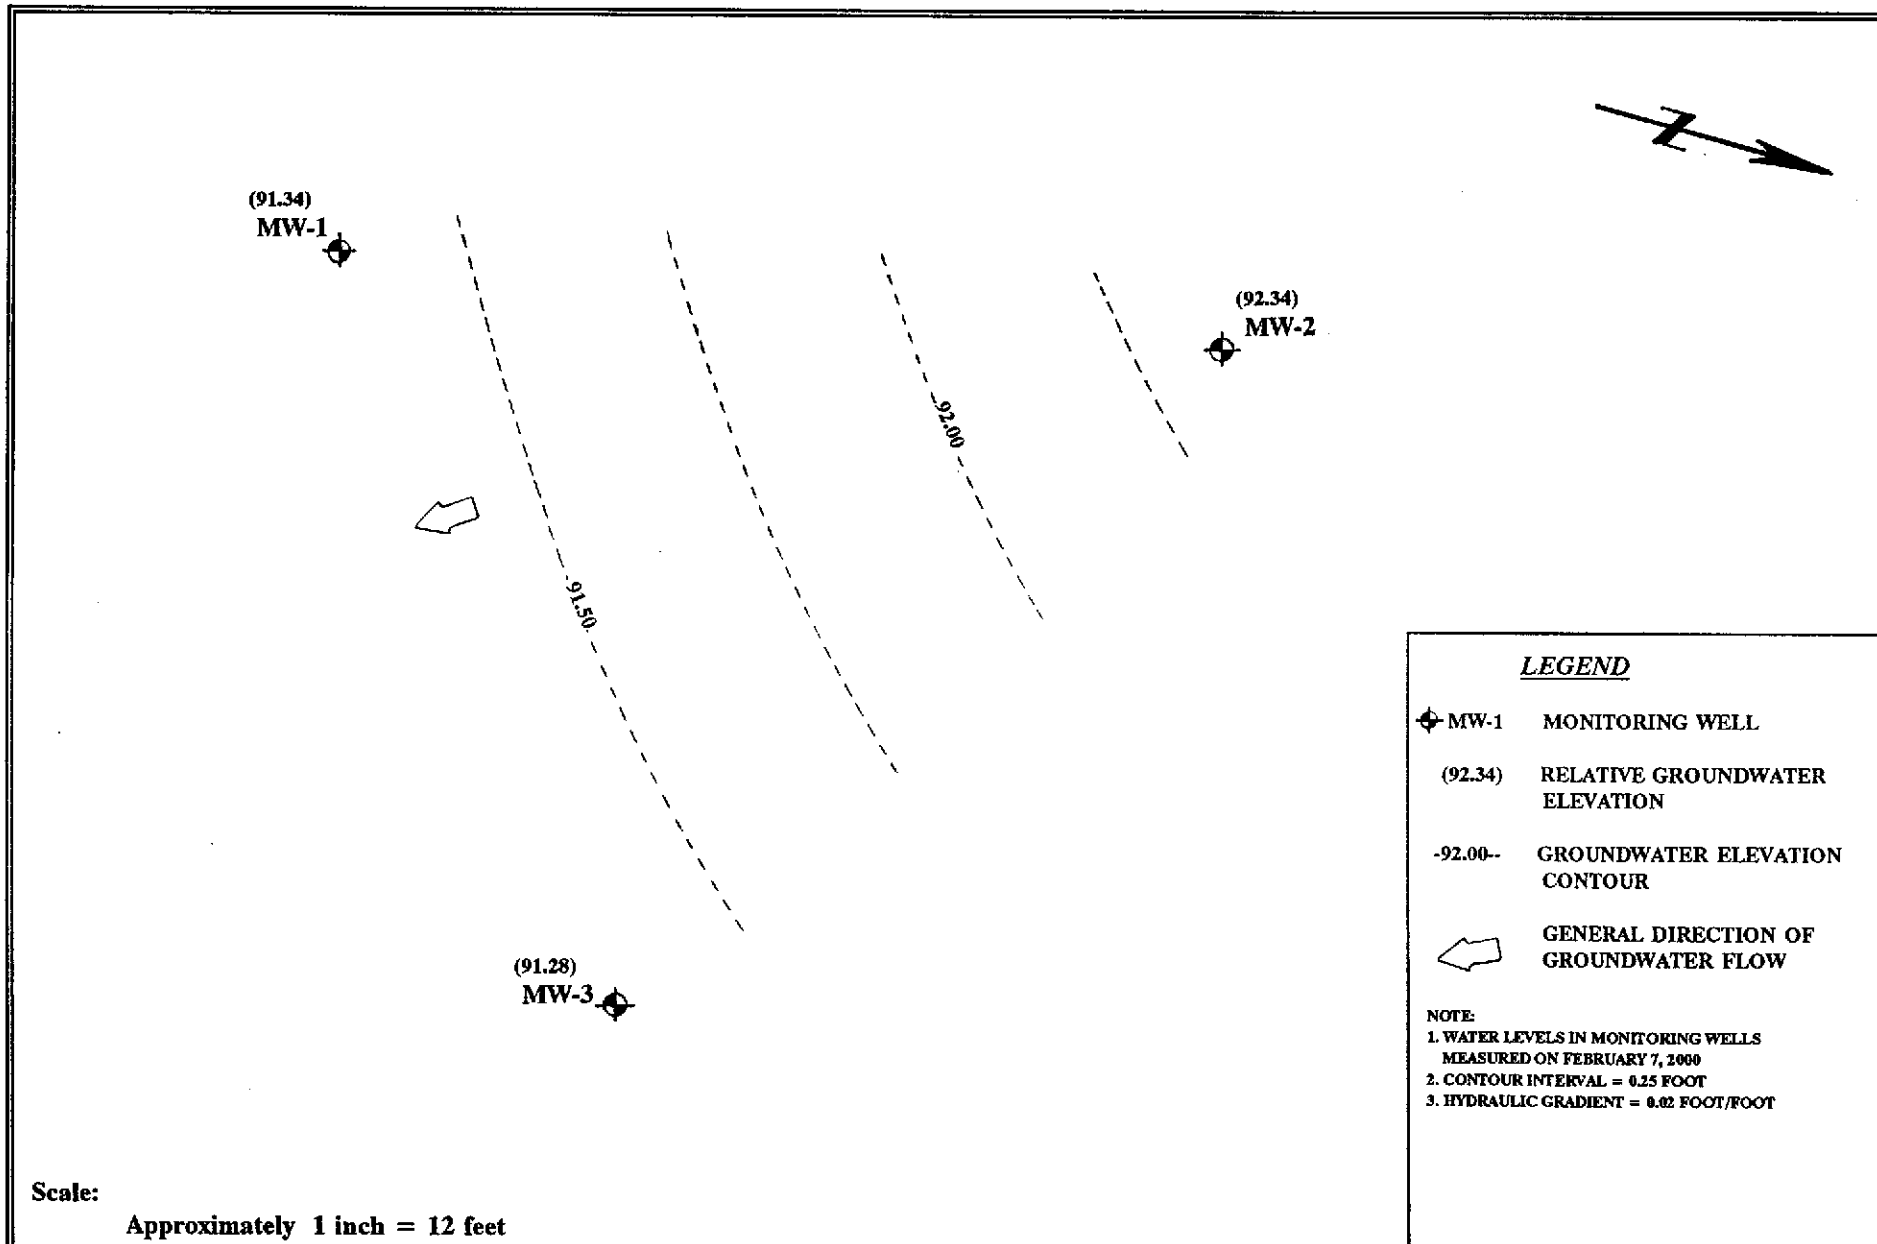 N
(91.34)
MW-1
(92.34)
MW-2
-92.00
-91.50
(91.28)
MW-3
LEGEND
MW-1 MONITORING WELL
(92.34) RELATIVE GROUNDWATER
ELEVATION
-92.00-- GROUNDWATER ELEVATION
CONTOUR
GENERAL DIRECTION OF
GROUNDWATER FLOW
NOTE:
1. WATER LEVELS IN MONITORING WELLS
MEASURED ON FEBRUARY 7, 2000
2. CONTOUR INTERVAL = 0.25 FOOT
3. HYDRAULIC GRADIENT = 0.02 FOOT/FOOT
Scale:
Approximately 1 inch = 12 feet